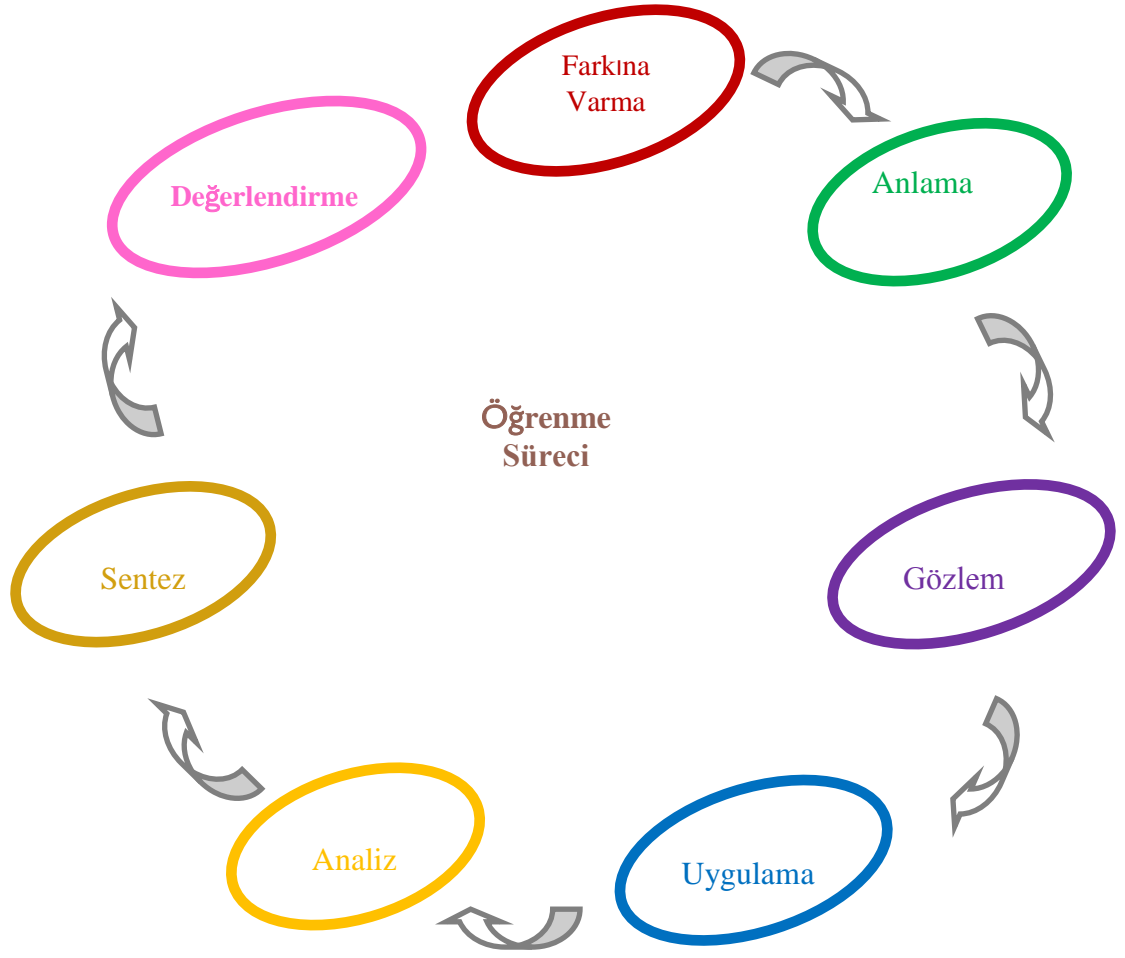 Farkına
Varma
Anlama
Gözlem
Uygulama
Analiz
Sentez
Değerlendirme
Öğrenme
Süreci